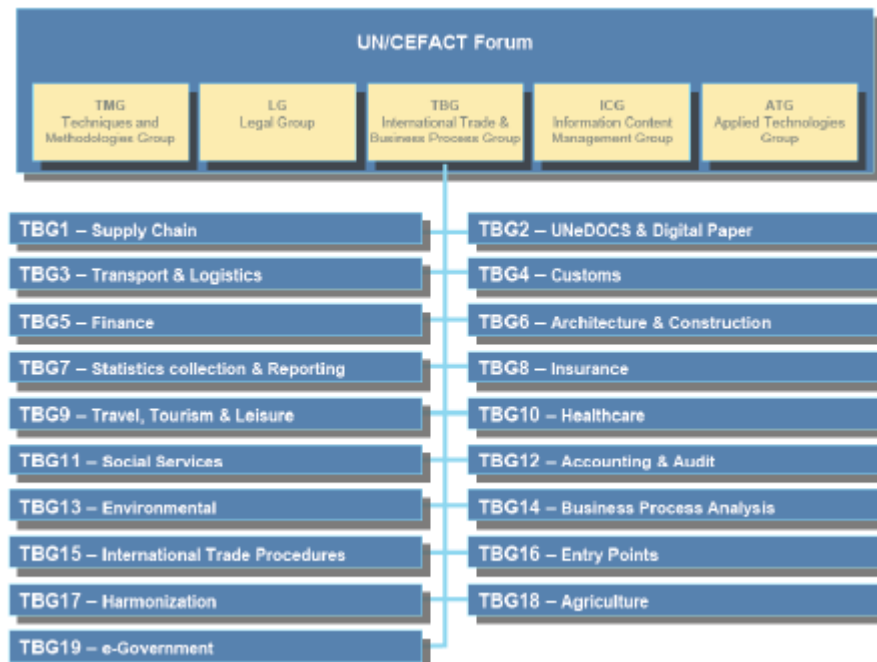 UN/CEFACT Forum
TMG
Techniques and
Methodologies Group
LG
Legal Group
TBG
International Trade &
Business Process Group
ICG
Information Content
Management Group
ATG
Applied Technologies
Group
TBG1 – Supply Chain
TBG2 – UNeDOCS & Digital Paper
TBG3 – Transport & Logistics
TBG4 – Customs
TBG5 – Finance
TBG6 – Architecture & Construction
TBG7 – Statistics collection & Reporting
TBG8 – Insurance
TBG9 – Travel, Tourism & Leisure
TBG10 – Healthcare
TBG11 – Social Services
TBG12 – Accounting & Audit
TBG13 – Environmental
TBG14 – Business Process Analysis
TBG15 – International Trade Procedures
TBG16 – Entry Points
TBG17 – Harmonization
TBG18 – Agriculture
TBG19 – e-Government